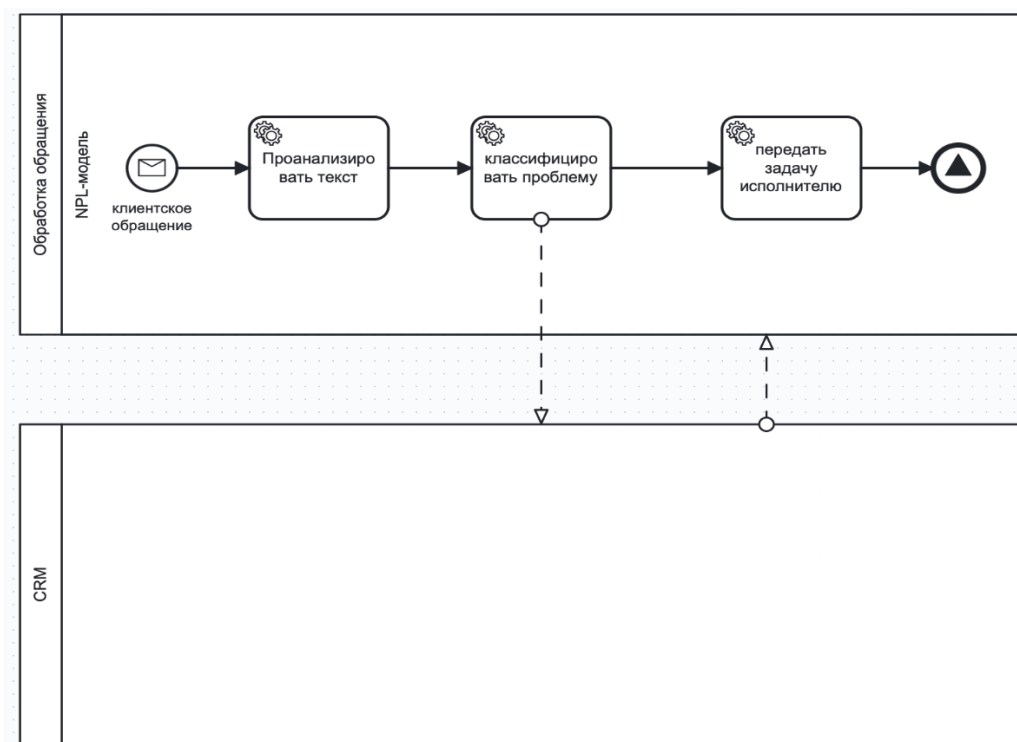 Обработка обращения
NPL-модель
клиентское
обращение
Проанализиро
вать текст
классифициро
вать проблему
передать
задачу
исполнителю
CRM